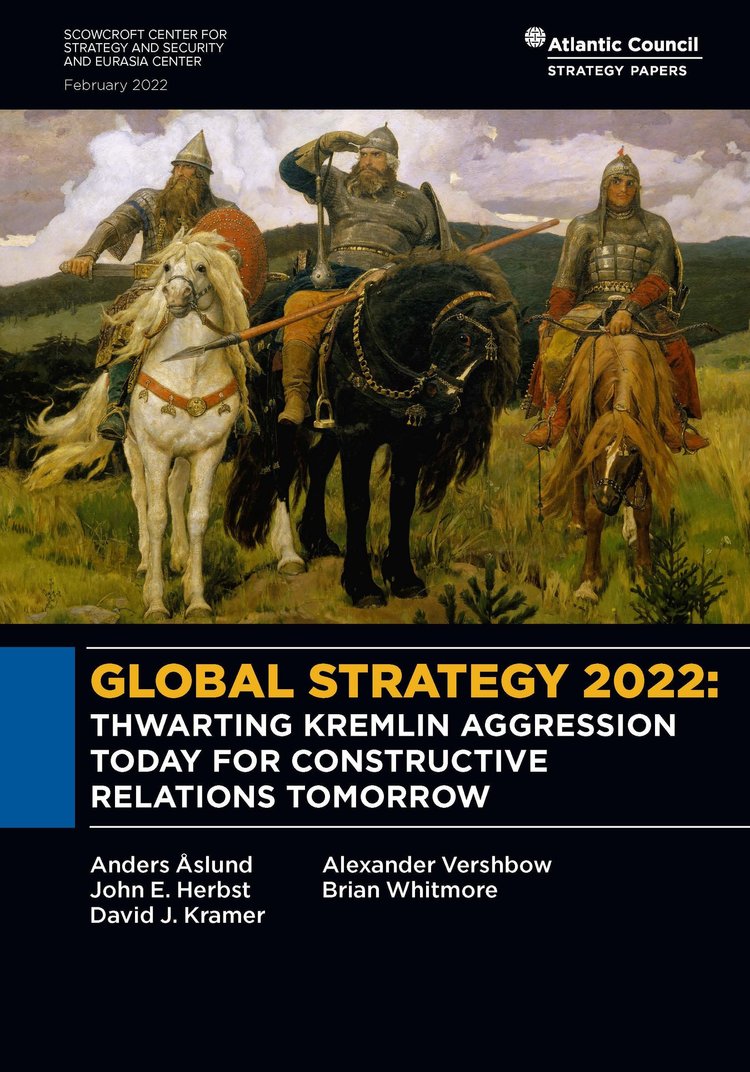 SCOWCROFT CENTER FOR
STRATEGY AND SECURITY
AND EURASIA CENTER
February 2022
Atlantic Council
STRATEGY PAPERS
GLOBAL STRATEGY 2022:
THWARTING KREMLIN AGGRESSION
TODAY FOR CONSTRUCTIVE
RELATIONS TOMORROW
Anders Åslund
John E. Herbst
David J. Kramer
Alexander Vershbow
Brian Whitmore